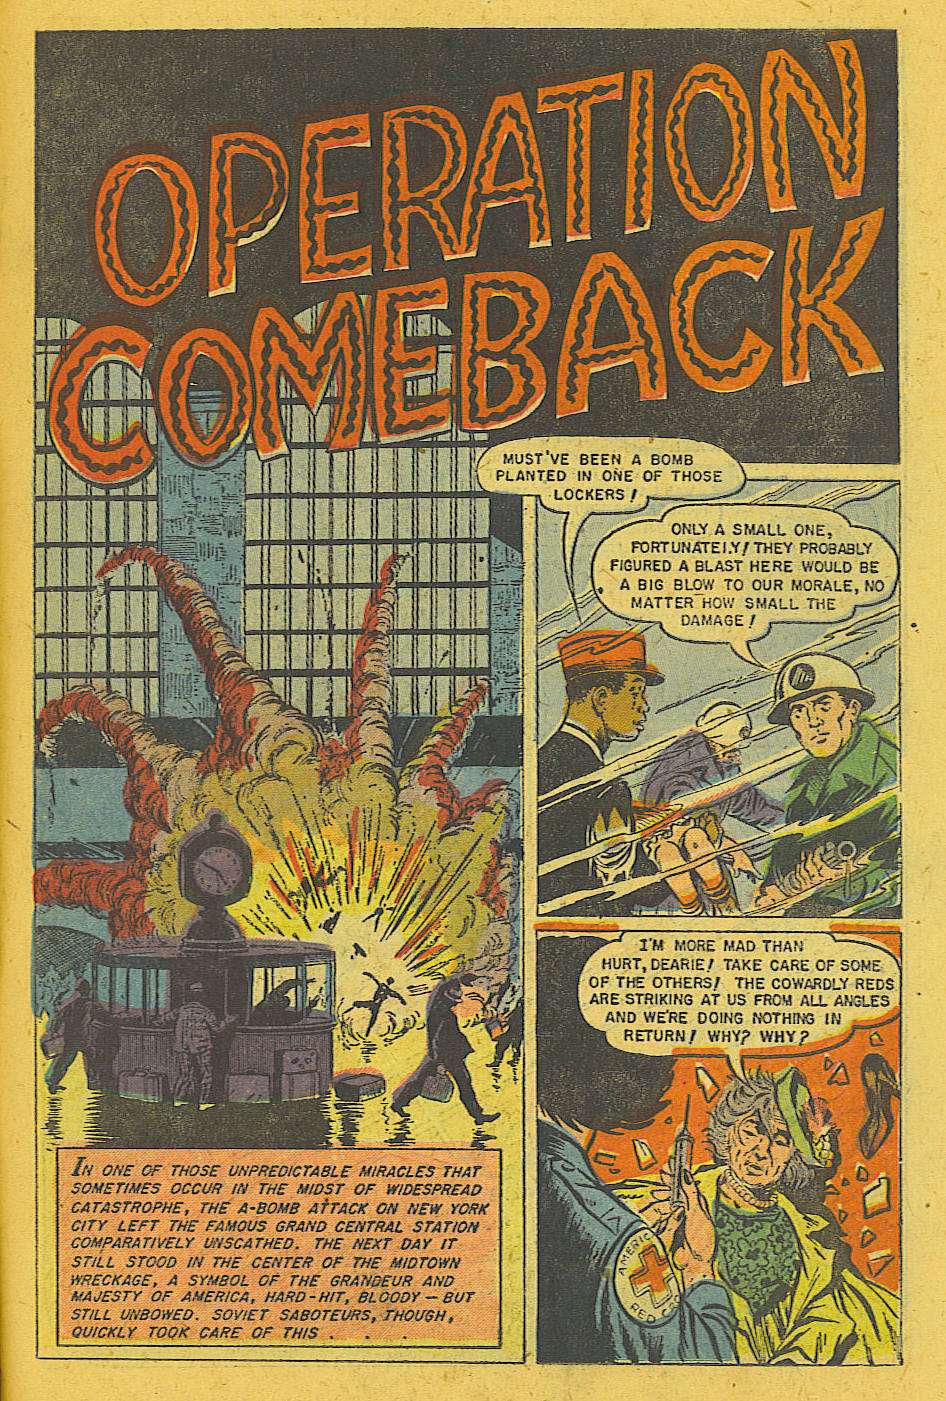 OPERATION
COMEBACK
MUST'VE BEEN A BOMB
PLANTED IN ONE OF THOSE
LOCKERS!
ONLY A SMALL ONE,
FORTUNATELY! THEY PROBABLY
FIGURED A BLAST HERE WOULD BE
A BIG BLOW TO OUR MORALE, NO
MATTER HOW SMALL THE
DAMAGE!
I'M MORE MAD THAN
HURT, DEARIE! TAKE CARE OF SOME
OF THE OTHERS! THE COWARDLY REDS
ARE STRIKING AT US FROM ALL ANGLES
AND WE'RE DOING NOTHING IN
RETURN! WHY? WHY?
AMERIC
RED CRO
IN ONE OF THOSE UNPREDICTABLE MIRACLES THAT
SOMETIMES OCCUR IN THE MIDST OF WIDESPREAD
CATASTROPHE, THE A-BOMB ATTACK ON NEW YORK
CITY LEFT THE FAMOUS GRAND CENTRAL STATION
COMPARATIVELY UNSCATHED. THE NEXT DAY IT
STILL STOOD IN THE CENTER OF THE MIDTOWN
WRECKAGE, A SYMBOL OF THE GRANDEUR AND
MAJESTY OF AMERICA, HARD-HIT, BLOODY — BUT
STILL UNBOWED. SOVIET SABOTEURS, THOUGH,
QUICKLY TOOK CARE OF THIS . . .